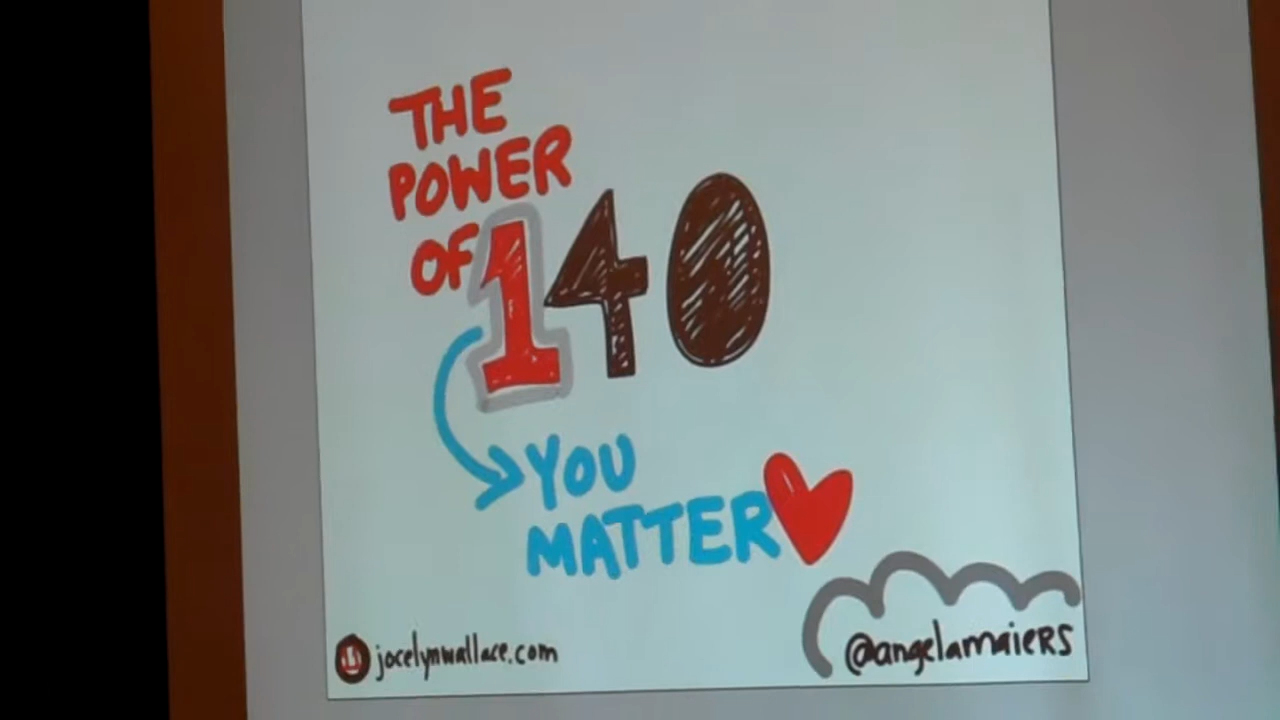 THE
POWER
OF 140
YOU
MATTER
jocelynwallace.com
@angelamaiers